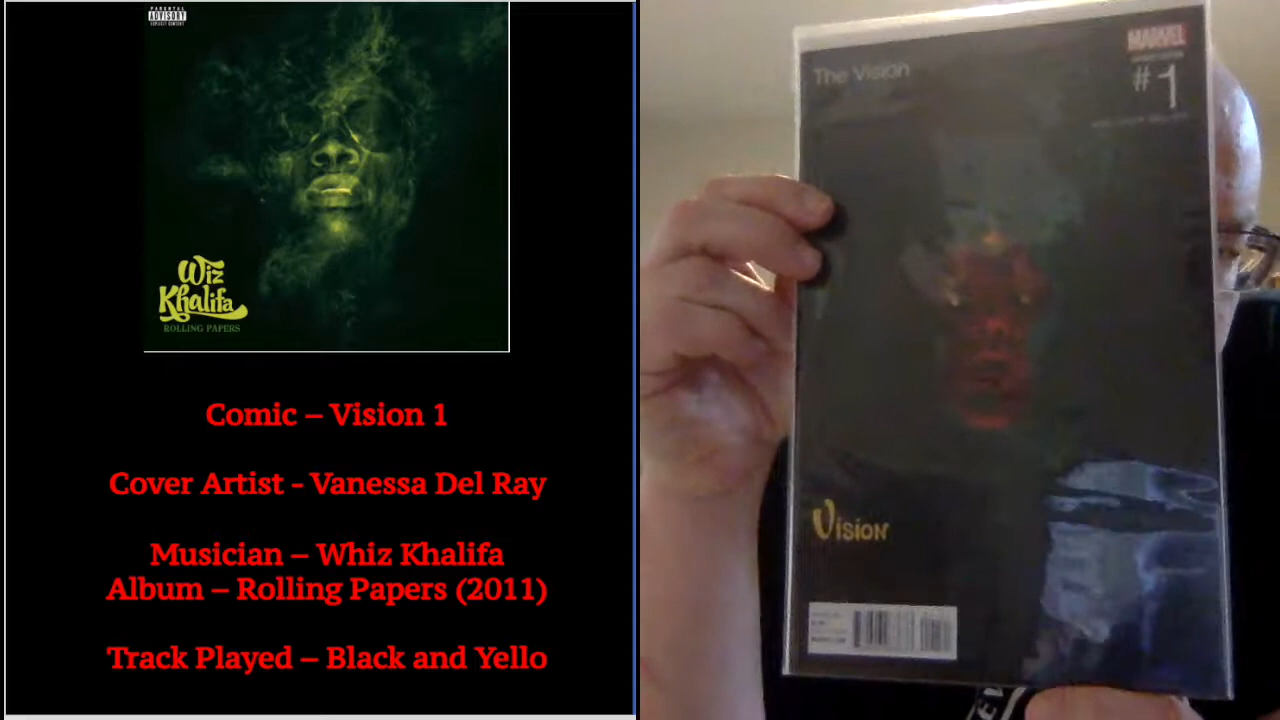 PARENTAL
ADVISORY
EXPLICIT CONTENT
Wiz
Khalifa
ROLLING PAPERS
Comic – Vision 1
Cover Artist - Vanessa Del Ray
Musician – Whiz Khalifa
Album – Rolling Papers (2011)
Track Played – Black and Yello
The Vision
MARVEL
#1
Vision